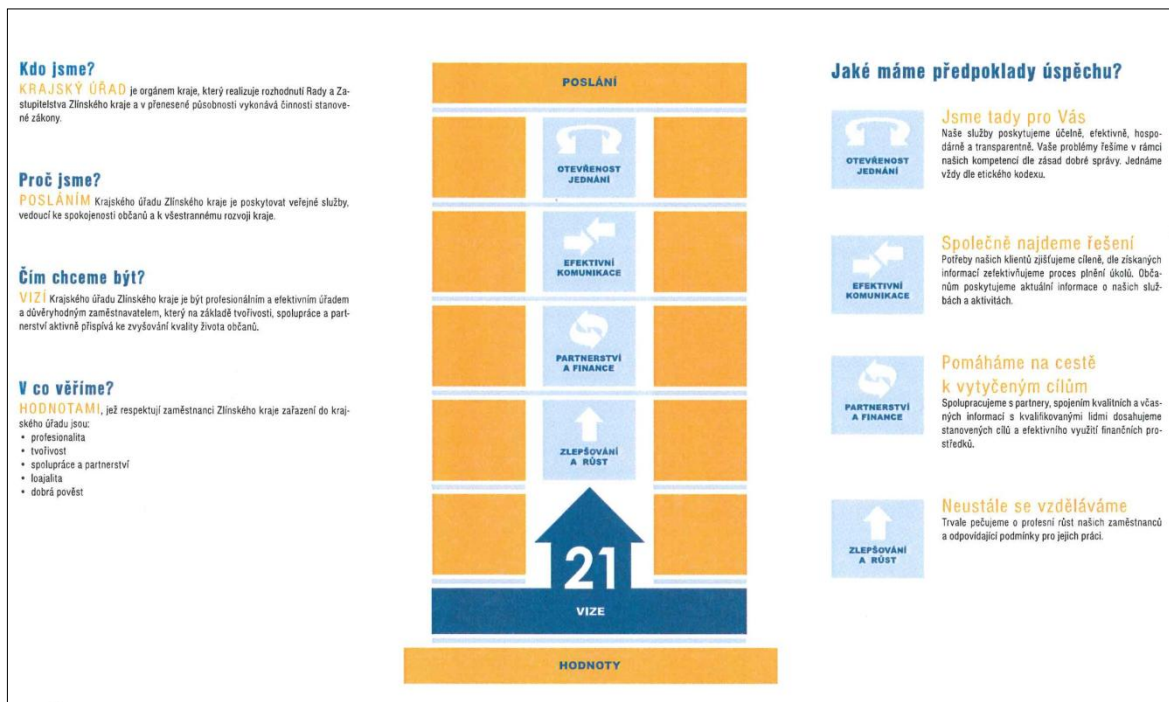 Kdo jsme?
KRAJSKÝ ÚŘAD je orgánem kraje, který realizuje rozhodnutí Rady a Za-
stupitelstva Zlínského kraje a v přenesené působnosti vykonává činnosti stanove-
né zákony.
Proč jsme?
POSLÁNÍM Krajského úřadu Zlínského kraje je poskytovat veřejné služby,
vedoucí ke spokojenosti občanů a k všestrannému rozvoji kraje.
Čím chceme být?
VIZÍ Krajského úřadu Zlínského kraje je být profesionálním a efektivním úřadem
a důvěryhodným zaměstnavatelem, který na základě tvořivosti, spolupráce a part-
nerství aktivně přispívá ke zvyšování kvality života občanů.
V co věříme?
HODNOTAMI, jež respektují zaměstnanci Zlínského kraje zařazení do kraj-
ského úřadu jsou:
• profesionalita
• tvořivost
• spolupráce a partnerství
• loajalita
• dobrá pověst
POSLÁNÍ
OTEVŘENOST
JEDNÁNÍ
EFEKTIVNÍ
KOMUNIKACE
PARTNERSTVÍ
A FINANCE
ZLEPŠOVÁNÍ
A RŮST
21
VIZE
HODNOTY
Jaké máme předpoklady úspěchu?
OTEVŘENOST
JEDNÁNÍ
Jsme tady pro Vás
Naše služby poskytujeme účelně, efektivně, hospo-
dárně a transparentně. Vaše problémy řešíme v rámci
našich kompetencí dle zásad dobré správy. Jednáme
vždy dle etického kodexu.
EFEKTIVNÍ
KOMUNIKACE
Společně najdeme řešení
Potřeby našich klientů zjišťujeme cíleně, dle získaných
informací zefektivňujeme proces plnění úkolů. Obča-
nům poskytujeme aktuální informace o našich služ-
bách a aktivitách.
PARTNERSTVÍ
A FINANCE
Pomáháme na cestě
k vytyčeným cílům
Spolupracujeme s partnery, spojením kvalitních a včas-
ných informací s kvalifikovanými lidmi dosahujeme
stanovených cílů a efektivního využití finančních pro-
středků.
ZLEPŠOVÁNÍ
A RŮST
Neustále se vzděláváme
Trvale pečujeme o profesní růst našich zaměstnanců
a odpovídající podmínky pro jejich práci.